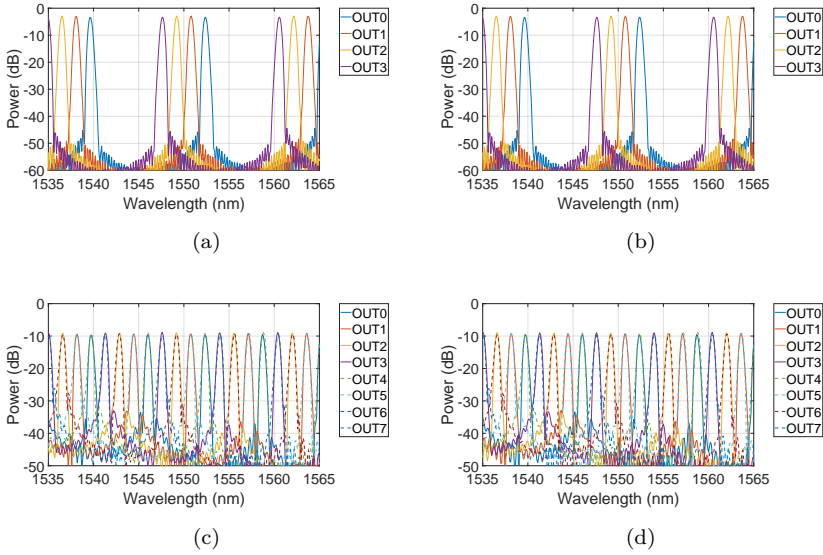 0
-10
-20
-30
-40
-50
-60
Power (dB)
1535 1540 1545 1550 1555 1560 1565
Wavelength (nm)
OUT0
OUT1
OUT2
OUT3
(a)
0
-10
-20
-30
-40
-50
-60
Power (dB)
1535 1540 1545 1550 1555 1560 1565
Wavelength (nm)
OUT0
OUT1
OUT2
OUT3
(b)
0
-10
-20
-30
-40
-50
Power (dB)
1535 1540 1545 1550 1555 1560 1565
Wavelength (nm)
OUT0
OUT1
OUT2
OUT3
OUT4
OUT5
OUT6
OUT7
(c)
0
-10
-20
-30
-40
-50
Power (dB)
1535 1540 1545 1550 1555 1560 1565
Wavelength (nm)
OUT0
OUT1
OUT2
OUT3
OUT4
OUT5
OUT6
OUT7
(d)